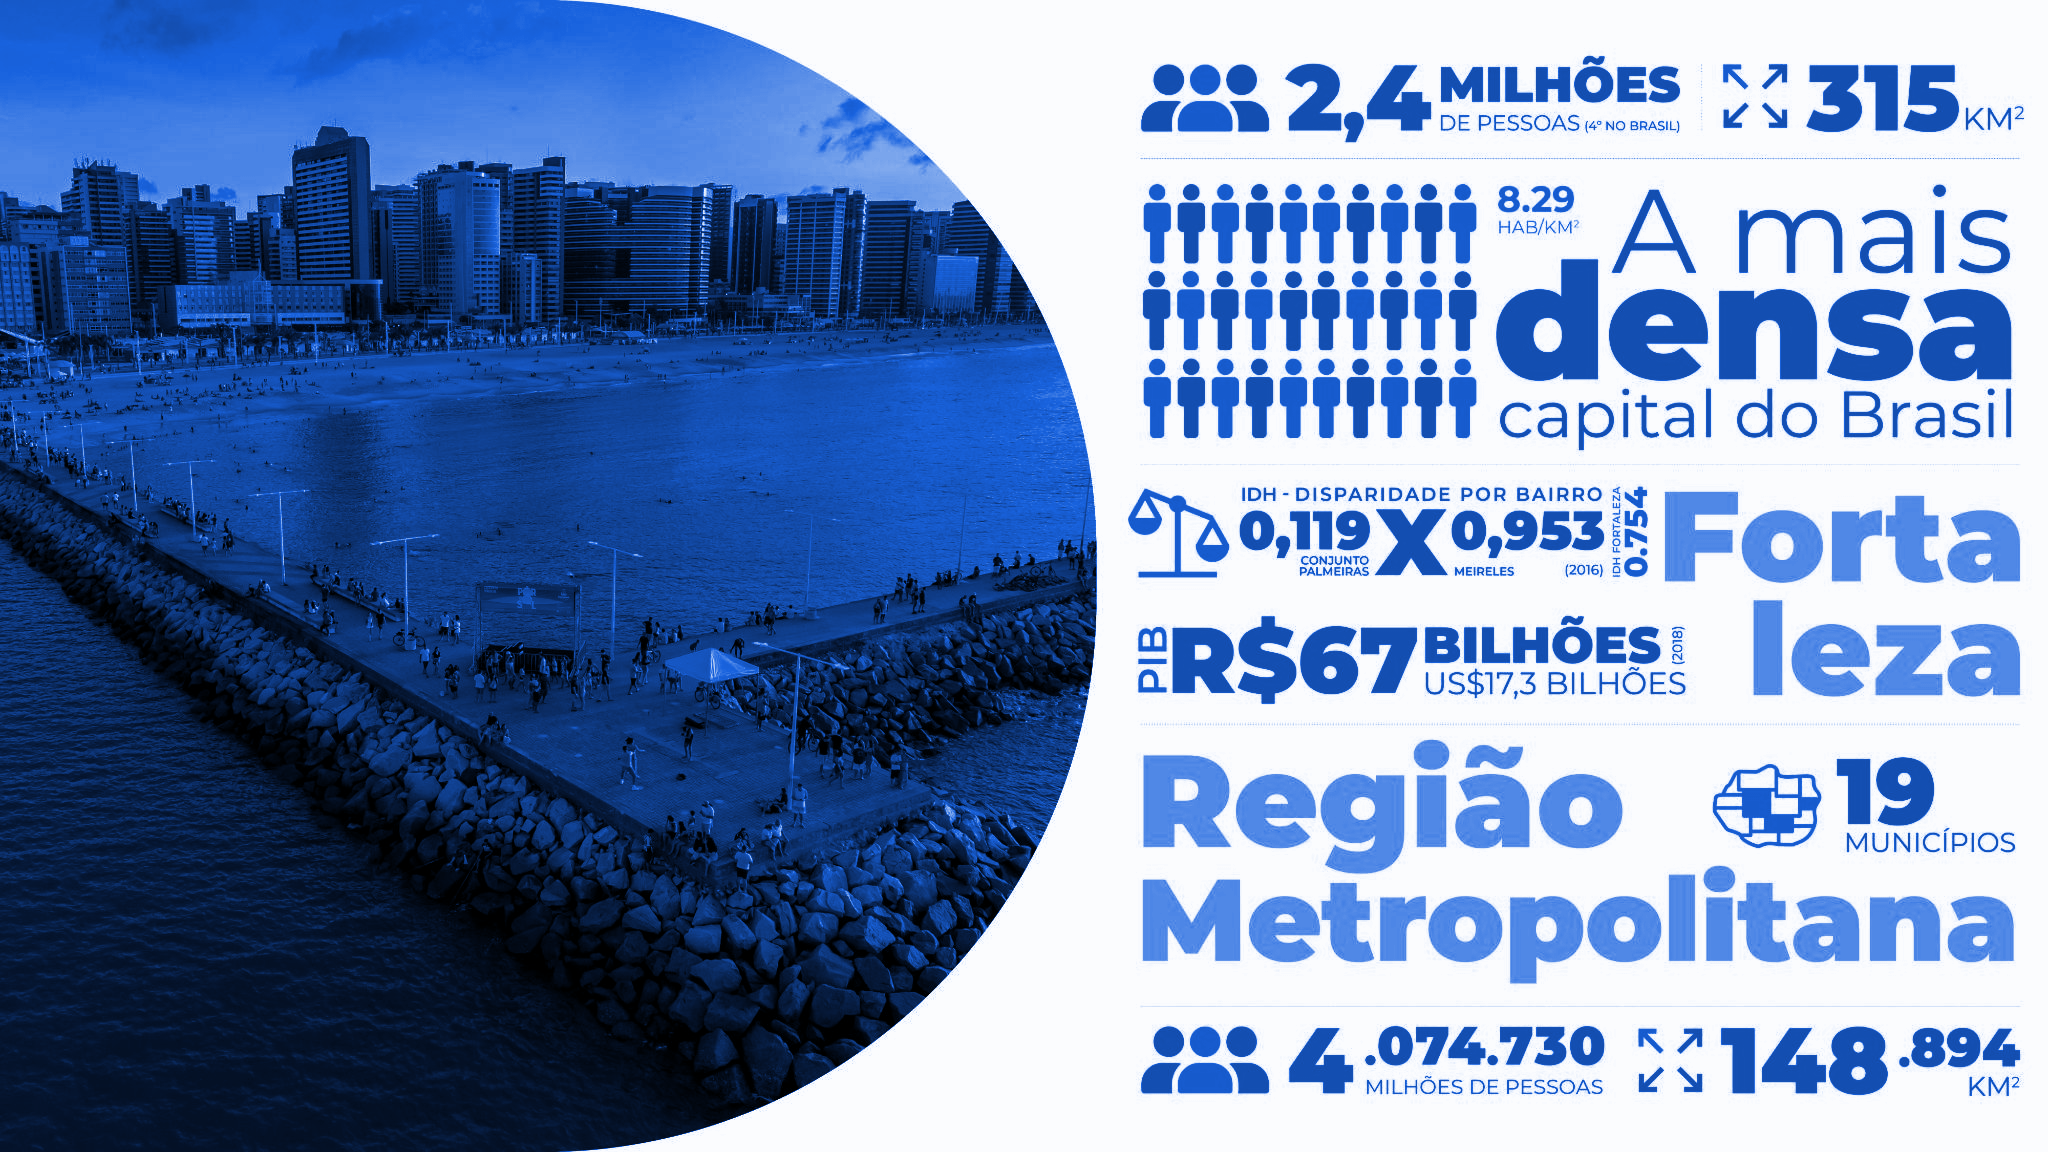 2,4 MILHÕES
DE PESSOAS (4º NO BRASIL)
315 KM²
8.29
HAB/KM²
A mais
densa
capital do Brasil
IDH - DISPARIDADE POR BAIRRO
0,119 X 0,953
CONJUNTO
PALMEIRAS
MEIRELES
(2016)
IDH FORTALEZA
0.754
Forta
leza
PIB R$67 BILHÕES
US$17,3 BILHÕES
(2018)
Região
Metropolitana
19
MUNICÍPIOS
4.074.730
MILHÕES DE PESSOAS
148.894
KM²